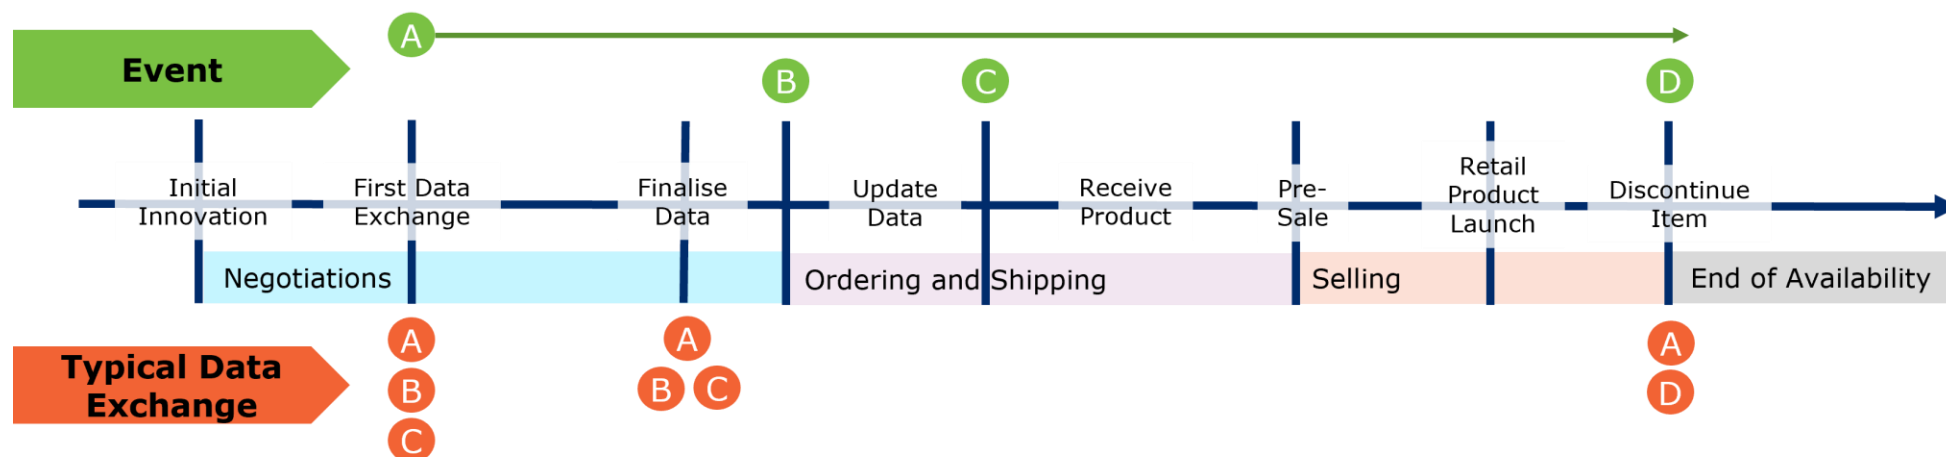 A
Event
B
C
D
Initial
Innovation
First Data
Exchange
Finalise
Data
Update
Data
Receive
Product
Pre-
Sale
Retail
Product
Launch
Discontinue
Item
Negotiations
Ordering and Shipping
Selling
End of Availability
Typical Data
Exchange
A
B
C
A
B C
A
D